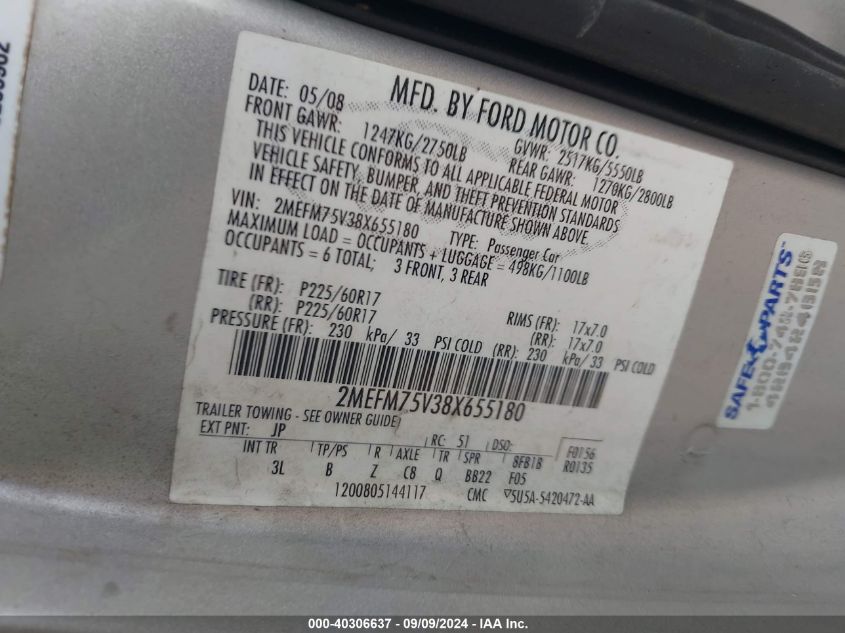 DATE: 05/08
MFD. BY FORD MOTOR CO.
FRONT GAWR: 1247KG/2750LB
GVWR: 2517KG/5550LB
REAR GAWR: 1270KG/2800LB
THIS VEHICLE CONFORMS TO ALL APPLICABLE FEDERAL MOTOR
VEHICLE SAFETY, BUMPER, AND THEFT PREVENTION STANDARDS
IN EFFECT ON THE DATE OF MANUFACTURE SHOWN ABOVE.
VIN: 2MEFM75V38X655180 TYPE: Passenger Car
MAXIMUM LOAD = OCCUPANTS + LUGGAGE = 498KG/1100LB
OCCUPANTS = 6 TOTAL; 3 FRONT, 3 REAR
TIRE (FR): P225/60R17 RIMS (FR): 17x7.0
(RR): P225/60R17 (RR): 17x7.0
PRESSURE (FR): 230 kPa/ 33 PSI COLD (RR): 230 kPa/33 PSI COLD
2MEFM75V38X655180
TRAILER TOWING - SEE OWNER GUIDE
EXT PNT: JP RC: 51 DSO: F0156
INT TR TP/PS R AXLE TR SPR 8FB18 R0135
3L B Z C8 Q BB22 F05
1200805144117 CMC 5U5A-5420472-AA
SAFE PARTS™
000-40306637 - 09/09/2024 - IAA Inc.